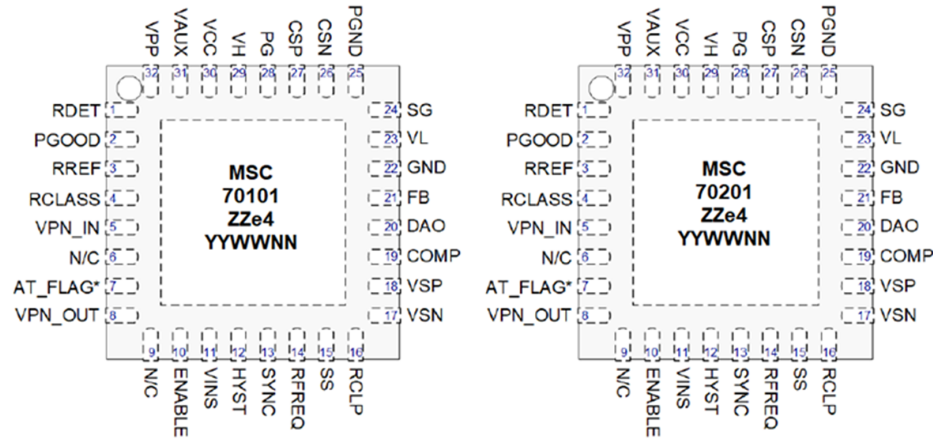 VPP VAUX VCC VH PG CSP CSN PGND
32 31 30 29 28 27 26 25
RDET 1
PGOOD 2
RREF 3
RCLASS 4
VPN_IN 5
N/C 6
AT_FLAG* 7
VPN_OUT 8
MSC
70101
ZZe4
YYWWNN
24 SG
23 VL
22 GND
21 FB
20 DAO
19 COMP
18 VSP
17 VSN
9 10 11 12 13 14 15 16
N/C ENABLE VINS HYST SYNC RFREQ SS RCLP
VPP VAUX VCC VH PG CSP CSN PGND
32 31 30 29 28 27 26 25
RDET 1
PGOOD 2
RREF 3
RCLASS 4
VPN_IN 5
N/C 6
AT_FLAG* 7
VPN_OUT 8
MSC
70201
ZZe4
YYWWNN
24 SG
23 VL
22 GND
21 FB
20 DAO
19 COMP
18 VSP
17 VSN
9 10 11 12 13 14 15 16
N/C ENABLE VINS HYST SYNC RFREQ SS RCLP